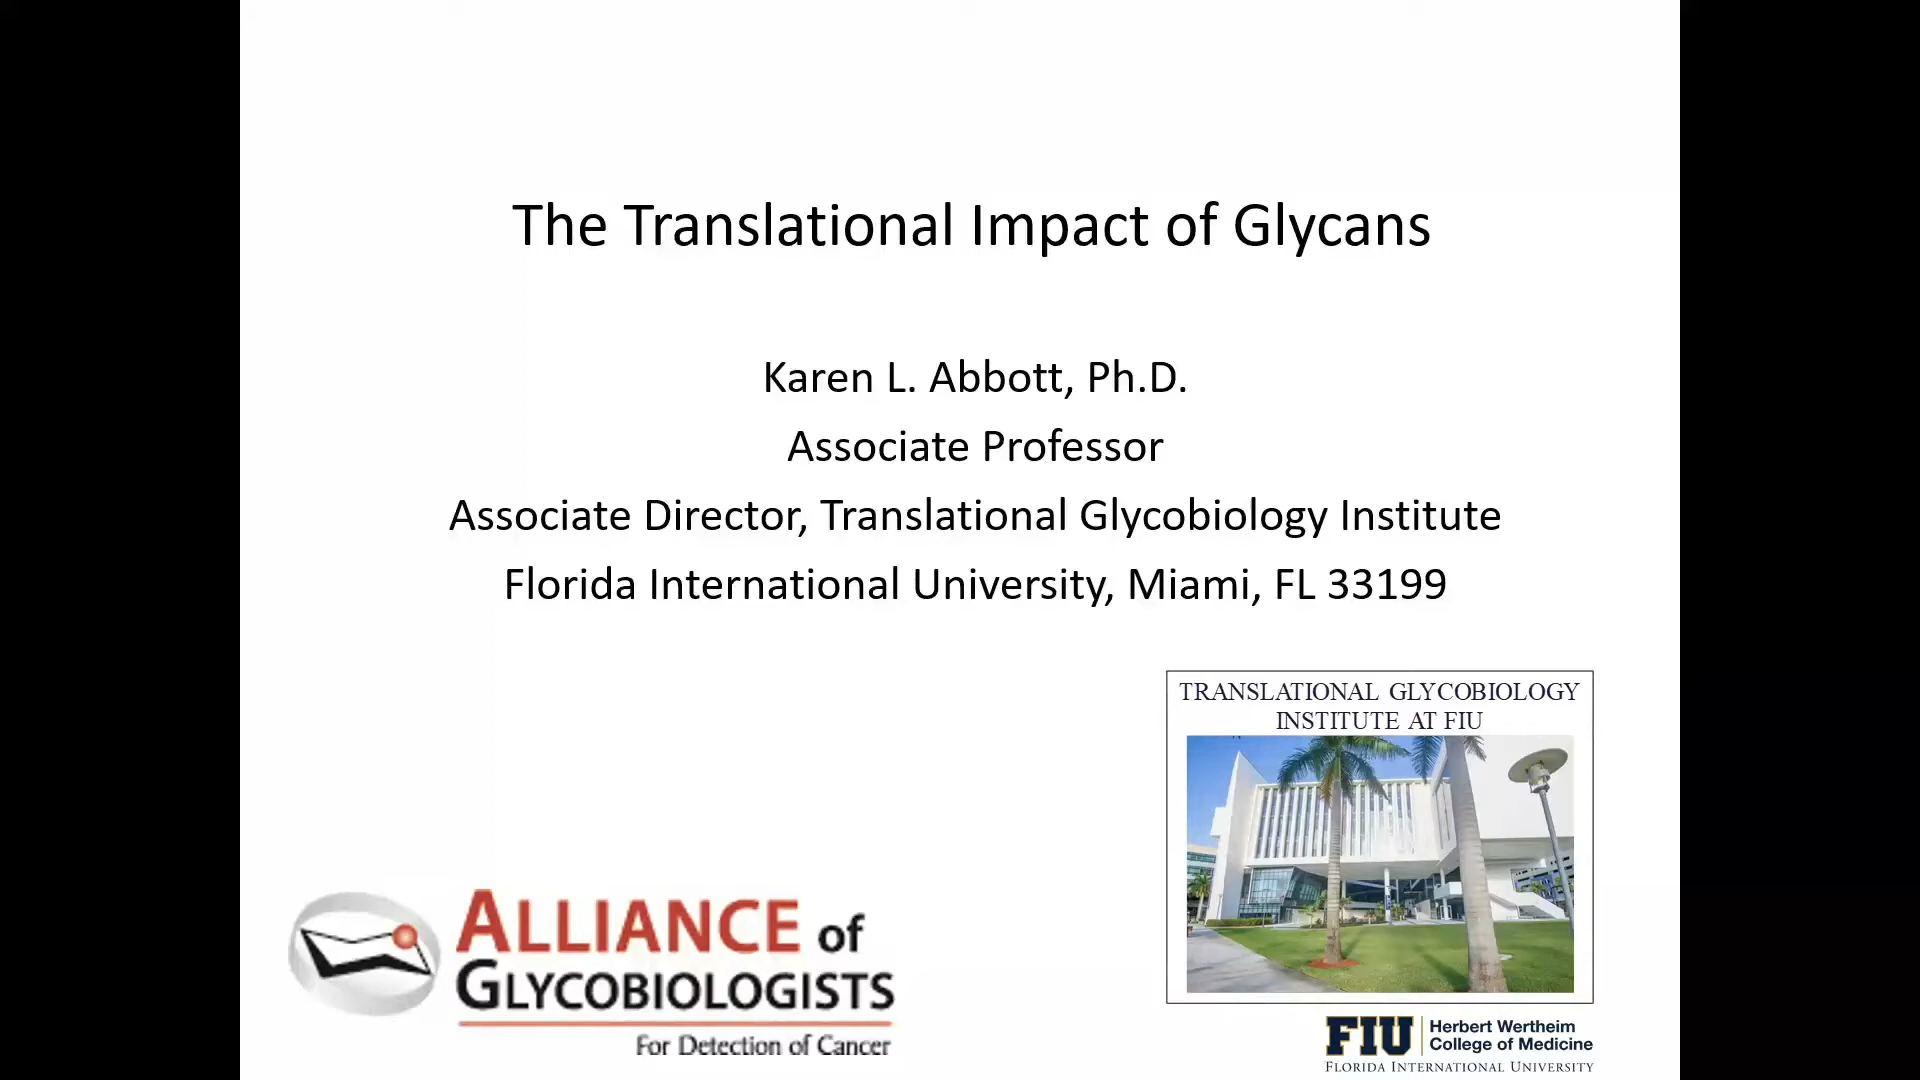 The Translational Impact of Glycans
Karen L. Abbott, Ph.D.
Associate Professor
Associate Director, Translational Glycobiology Institute
Florida International University, Miami, FL 33199
TRANSLATIONAL GLYCOBIOLOGY
INSTITUTE AT FIU
ALLIANCE of
GLYCOBIOLOGISTS
For Detection of Cancer
FIU
Herbert Wertheim
College of Medicine
FLORIDA INTERNATIONAL UNIVERSITY